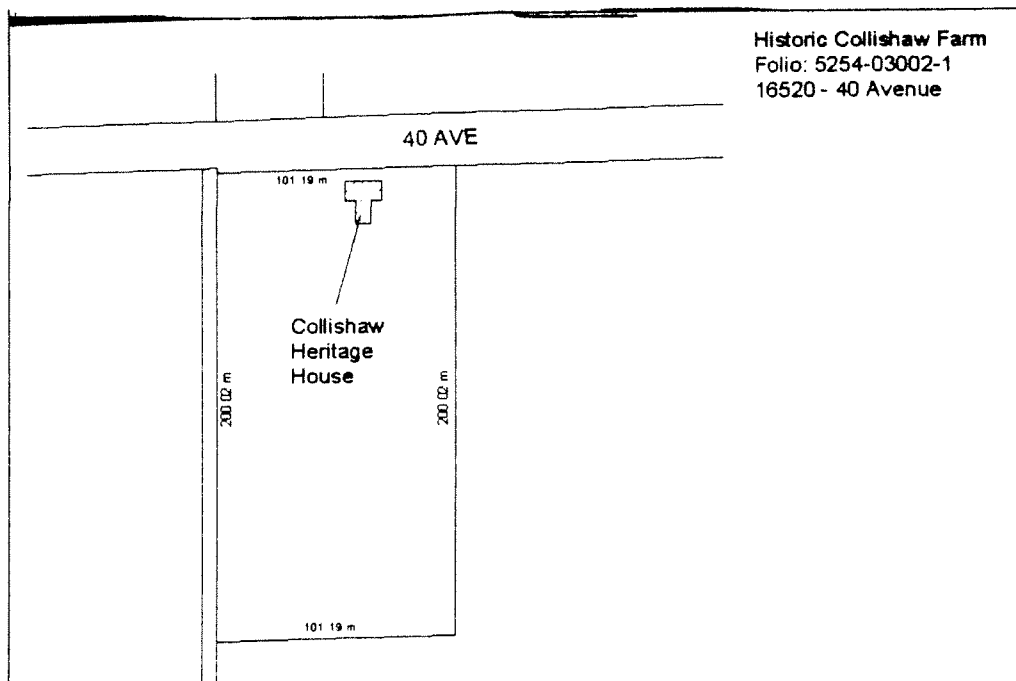 Historic Collishaw Farm
Folio: 5254-03002-1
16520 - 40 Avenue
40 AVE
101 19 m
Collishaw
Heritage
House
200 02 m
200 02 m
101 19 m